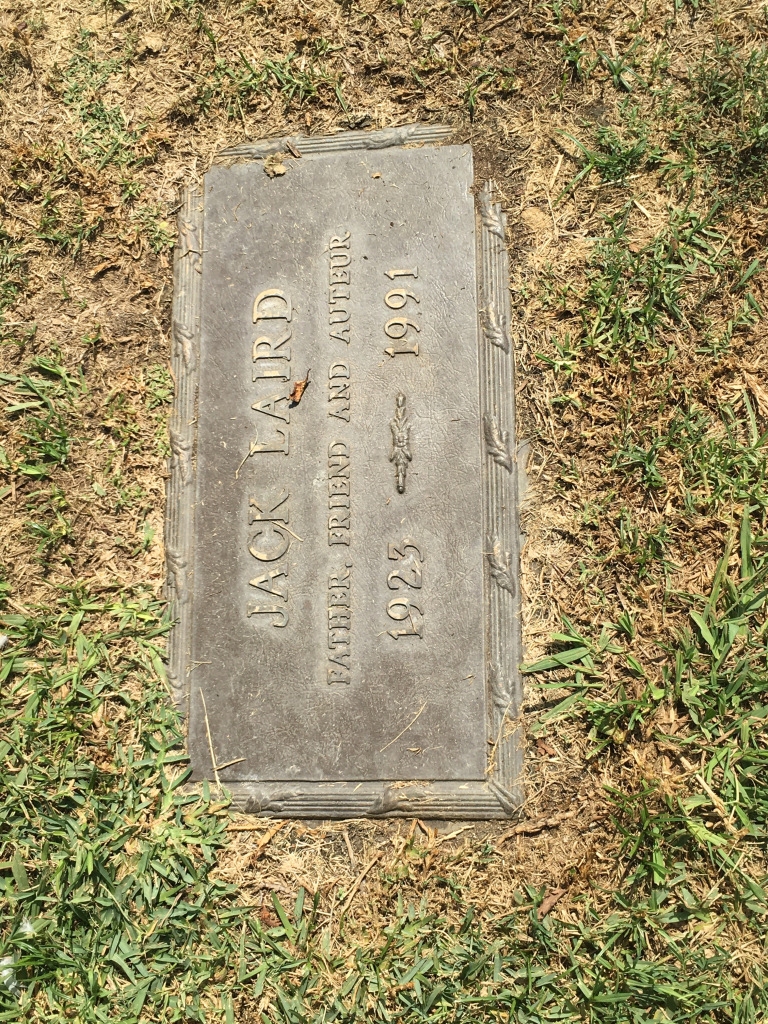 JACK LAIRD
FATHER, FRIEND AND AUTEUR
1923 1991